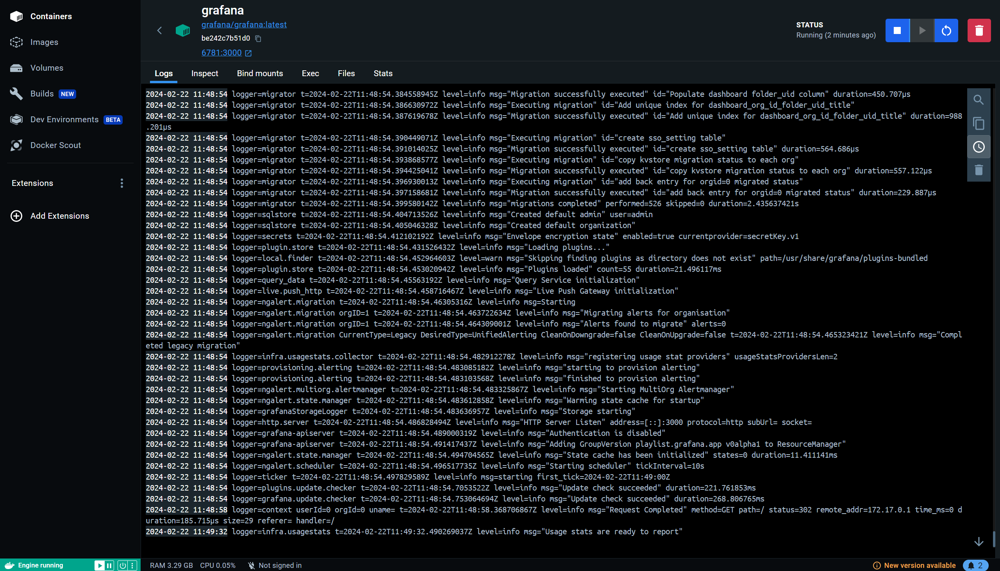 Containers
Images
Volumes
Builds NEW
Dev Environments BETA
Docker Scout
Extensions
Add Extensions
grafana
grafana/grafana:latest
be242c7b51d0
6781:3000
STATUS
Running (2 minutes ago)
Logs Inspect Bind mounts Exec Files Stats
2024-02-22 11:48:54 logger=migrator t=2024-02-22T11:48:54.384558945Z level=info msg="Migration successfully executed" id="Populate dashboard folder_uid column" duration=450.707µs
2024-02-22 11:48:54 logger=migrator t=2024-02-22T11:48:54.386630972Z level=info msg="Executing migration" id="Add unique index for dashboard_org_id_folder_uid_title"
2024-02-22 11:48:54 logger=migrator t=2024-02-22T11:48:54.387619678Z level=info msg="Migration successfully executed" id="Add unique index for dashboard_org_id_folder_uid_title" duration=988
.201µs
2024-02-22 11:48:54 logger=migrator t=2024-02-22T11:48:54.390449071Z level=info msg="Executing migration" id="create sso_setting table"
2024-02-22 11:48:54 logger=migrator t=2024-02-22T11:48:54.391014025Z level=info msg="Migration successfully executed" id="create sso_setting table" duration=564.686µs
2024-02-22 11:48:54 logger=migrator t=2024-02-22T11:48:54.393868577Z level=info msg="Executing migration" id="copy kvstore migration status to each org"
2024-02-22 11:48:54 logger=migrator t=2024-02-22T11:48:54.394425041Z level=info msg="Migration successfully executed" id="copy kvstore migration status to each org" duration=557.122µs
2024-02-22 11:48:54 logger=migrator t=2024-02-22T11:48:54.396930013Z level=info msg="Executing migration" id="add back entry for orgid=0 migrated status"
2024-02-22 11:48:54 logger=migrator t=2024-02-22T11:48:54.397158681Z level=info msg="Migration successfully executed" id="add back entry for orgid=0 migrated status" duration=229.887µs
2024-02-22 11:48:54 logger=migrator t=2024-02-22T11:48:54.399580142Z level=info msg="migrations completed" performed=526 skipped=0 duration=2.435637421s
2024-02-22 11:48:54 logger=sqlstore t=2024-02-22T11:48:54.404713526Z level=info msg="Created default admin" user=admin
2024-02-22 11:48:54 logger=sqlstore t=2024-02-22T11:48:54.405046328Z level=info msg="Created default organization"
2024-02-22 11:48:54 logger=secrets t=2024-02-22T11:48:54.412102192Z level=info msg="Envelope encryption state" enabled=true currentprovider=secretKey.v1
2024-02-22 11:48:54 logger=plugin.store t=2024-02-22T11:48:54.431526432Z level=info msg="Loading plugins..."
2024-02-22 11:48:54 logger=local.finder t=2024-02-22T11:48:54.452964603Z level=warn msg="Skipping finding plugins as directory does not exist" path=/usr/share/grafana/plugins-bundled
2024-02-22 11:48:54 logger=plugin.store t=2024-02-22T11:48:54.453020942Z level=info msg="Plugins loaded" count=55 duration=21.496117ms
2024-02-22 11:48:54 logger=query_data t=2024-02-22T11:48:54.45563192Z level=info msg="Query Service initialization"
2024-02-22 11:48:54 logger=live.push_http t=2024-02-22T11:48:54.458716467Z level=info msg="Live Push Gateway initialization"
2024-02-22 11:48:54 logger=ngalert.migration t=2024-02-22T11:48:54.46305316Z level=info msg=Starting
2024-02-22 11:48:54 logger=ngalert.migration orgID=1 t=2024-02-22T11:48:54.463722634Z level=info msg="Migrating alerts for organisation"
2024-02-22 11:48:54 logger=ngalert.migration orgID=1 t=2024-02-22T11:48:54.464309001Z level=info msg="Alerts found to migrate" alerts=0
2024-02-22 11:48:54 logger=ngalert.migration CurrentType=Legacy DesiredType=UnifiedAlerting CleanOnDowngrade=false CleanOnUpgrade=false t=2024-02-22T11:48:54.465323421Z level=info msg="Compl
eted legacy migration"
2024-02-22 11:48:54 logger=infra.usagestats.collector t=2024-02-22T11:48:54.482912278Z level=info msg="registering usage stat providers" usageStatsProvidersLen=2
2024-02-22 11:48:54 logger=provisioning.alerting t=2024-02-22T11:48:54.483085182Z level=info msg="starting to provision alerting"
2024-02-22 11:48:54 logger=provisioning.alerting t=2024-02-22T11:48:54.483103568Z level=info msg="finished to provision alerting"
2024-02-22 11:48:54 logger=ngalert.multiorg.alertmanager t=2024-02-22T11:48:54.483325867Z level=info msg="Starting MultiOrg Alertmanager"
2024-02-22 11:48:54 logger=ngalert.state.manager t=2024-02-22T11:48:54.483612858Z level=info msg="Warming state cache for startup"
2024-02-22 11:48:54 logger=grafanaStorageLogger t=2024-02-22T11:48:54.483636957Z level=info msg="Storage starting"
2024-02-22 11:48:54 logger=http.server t=2024-02-22T11:48:54.486828494Z level=info msg="HTTP Server Listen" address=[::]:3000 protocol=http subUrl= socket=
2024-02-22 11:48:54 logger=grafana-apiserver t=2024-02-22T11:48:54.489000319Z level=info msg="Authentication is disabled"
2024-02-22 11:48:54 logger=grafana-apiserver t=2024-02-22T11:48:54.491417437Z level=info msg="Adding GroupVersion playlist.grafana.app v0alpha1 to ResourceManager"
2024-02-22 11:48:54 logger=ngalert.state.manager t=2024-02-22T11:48:54.494704565Z level=info msg="State cache has been initialized" states=0 duration=11.411141ms
2024-02-22 11:48:54 logger=ngalert.scheduler t=2024-02-22T11:48:54.496517735Z level=info msg="Starting scheduler" tickInterval=10s
2024-02-22 11:48:54 logger=ticker t=2024-02-22T11:48:54.497829589Z level=info msg=starting first_tick=2024-02-22T11:49:00Z
2024-02-22 11:48:54 logger=plugins.update.checker t=2024-02-22T11:48:54.7053522Z level=info msg="Update check succeeded" duration=221.761853ms
2024-02-22 11:48:54 logger=grafana.update.checker t=2024-02-22T11:48:54.753064694Z level=info msg="Update check succeeded" duration=268.806765ms
2024-02-22 11:48:58 logger=context userId=0 orgId=0 uname= t=2024-02-22T11:48:58.368706867Z level=info msg="Request Completed" method=GET path=/ status=302 remote_addr=172.17.0.1 time_ms=0 d
uration=185.715µs size=29 referer= handler=/
2024-02-22 11:49:32 logger=infra.usagestats t=2024-02-22T11:49:32.490269037Z level=info msg="Usage stats are ready to report"
Engine running
RAM 3.29 GB CPU 0.05% Not signed in
New version available 2